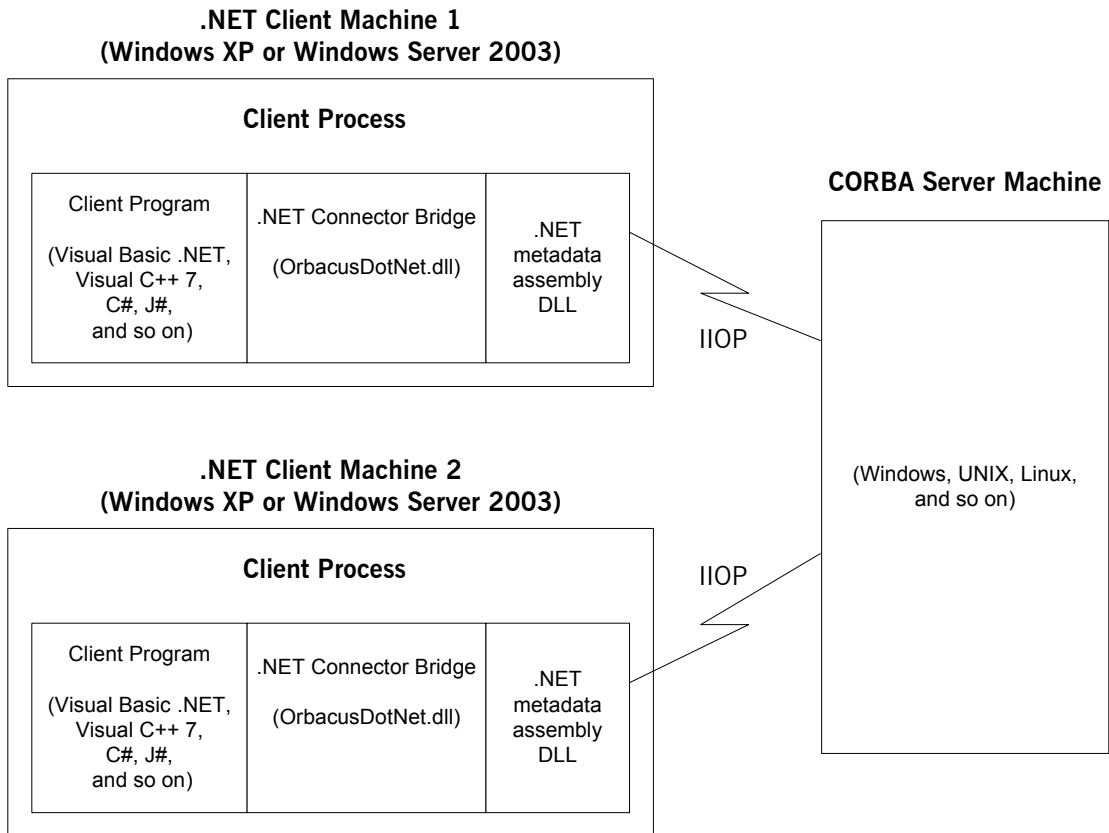 .NET Client Machine 1
(Windows XP or Windows Server 2003)
Client Process
Client Program
(Visual Basic .NET,
Visual C++ 7,
C#, J#,
and so on)
.NET Connector Bridge
(OrbacusDotNet.dll)
.NET
metadata
assembly
DLL
IIOP
CORBA Server Machine
(Windows, UNIX, Linux,
and so on)
.NET Client Machine 2
(Windows XP or Windows Server 2003)
Client Process
Client Program
(Visual Basic .NET,
Visual C++ 7,
C#, J#,
and so on)
.NET Connector Bridge
(OrbacusDotNet.dll)
.NET
metadata
assembly
DLL
IIOP